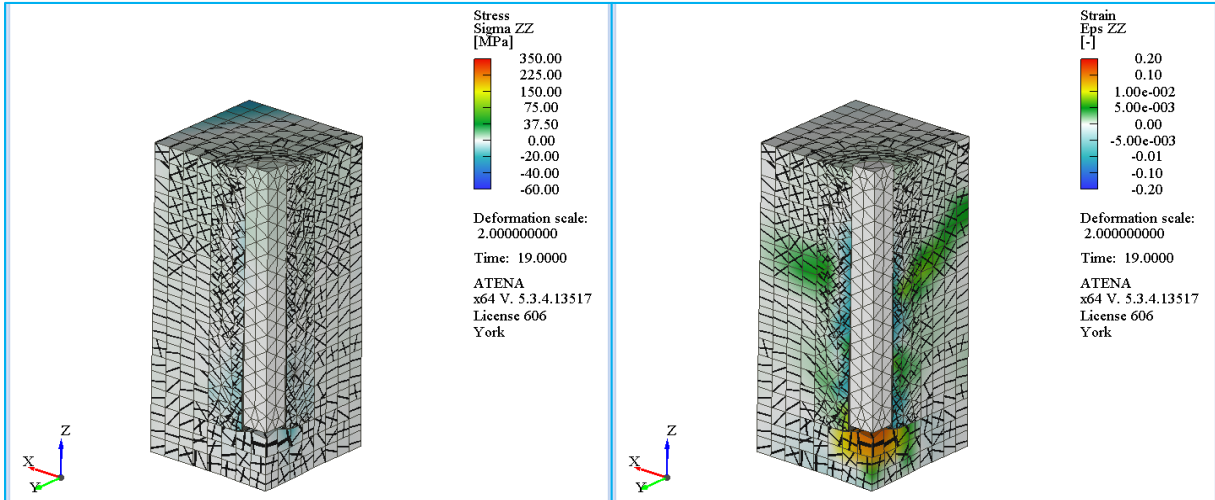 Stress
Sigma ZZ
[MPa]
350.00
225.00
150.00
75.00
37.50
0.00
-20.00
-40.00
-60.00
Deformation scale:
2.000000000
Time: 19.0000
ATENA
x64 V. 5.3.4.13517
License 606
York
Z
X
Y
Strain
Eps ZZ
[-]
0.20
0.10
1.00e-002
5.00e-003
0.00
-5.00e-003
-0.01
-0.10
-0.20
Deformation scale:
2.000000000
Time: 19.0000
ATENA
x64 V. 5.3.4.13517
License 606
York
Z
X
Y